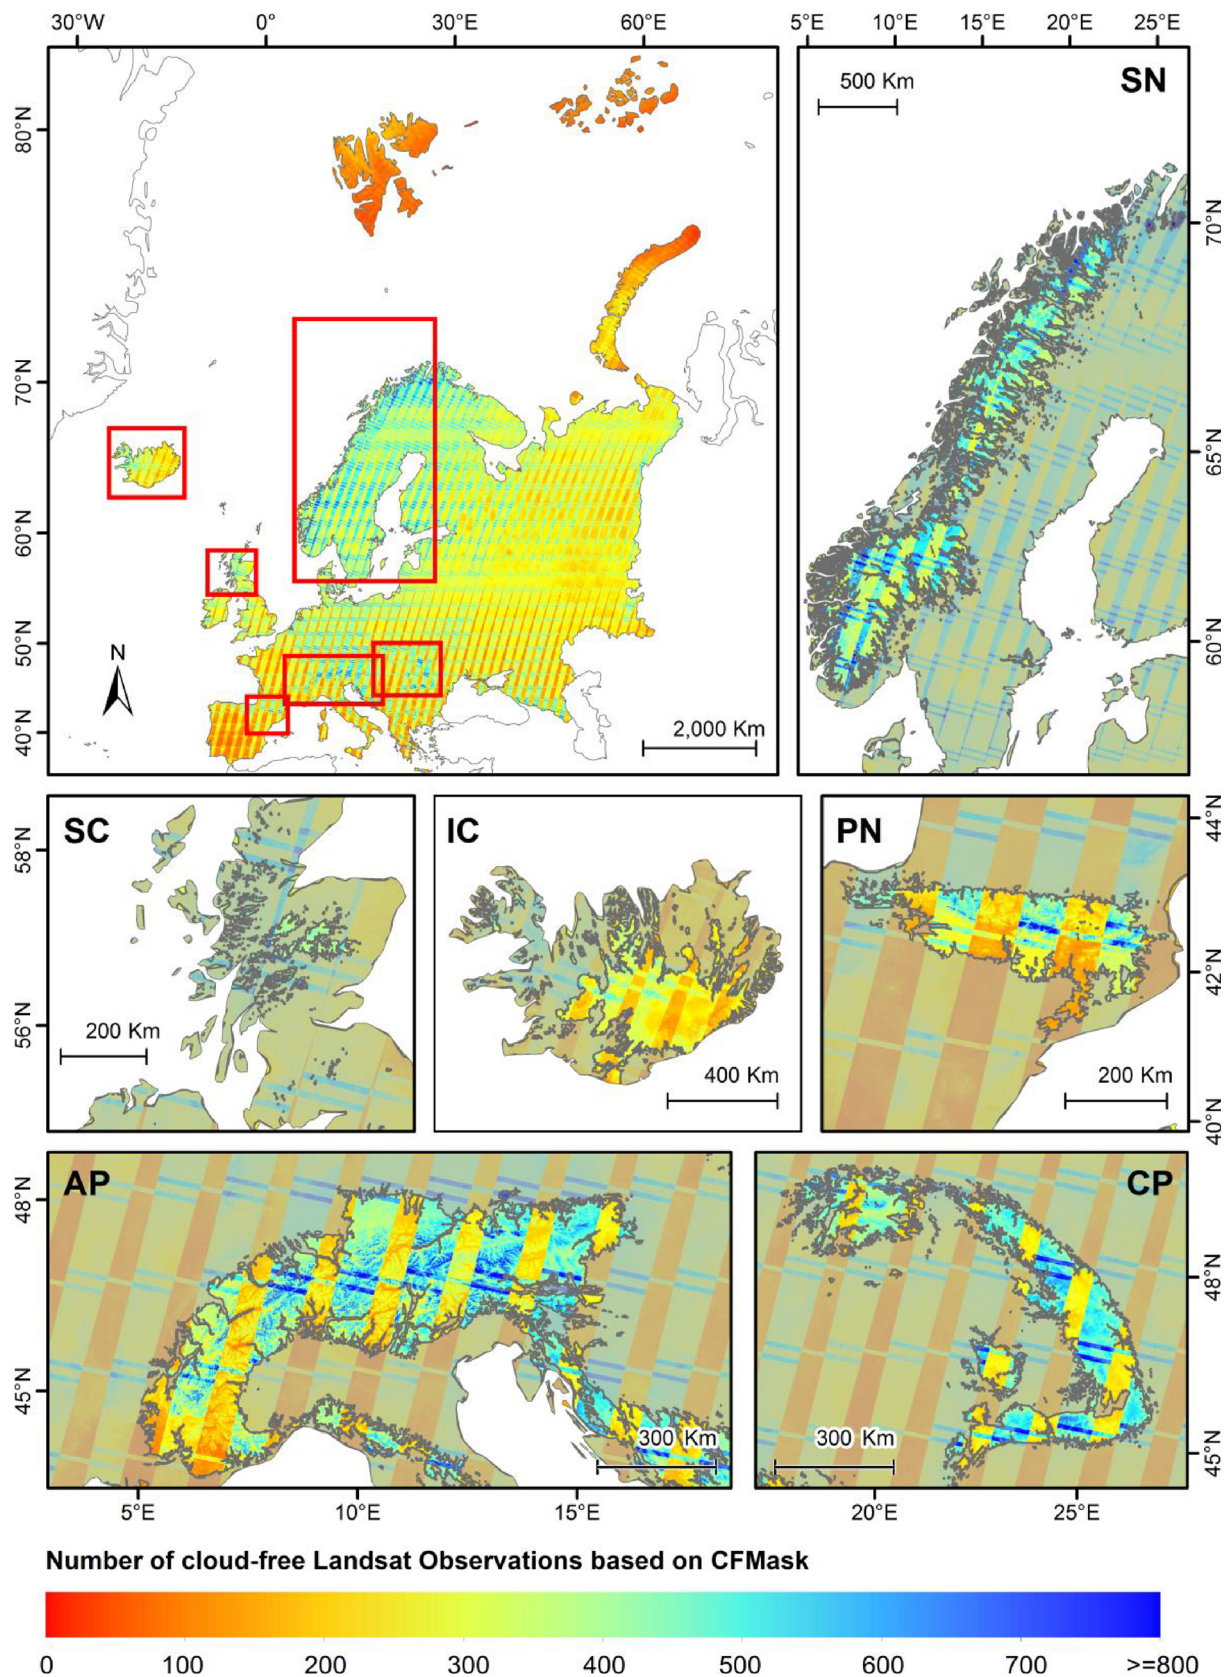 30°W 0° 30°E 60°E 5°E 10°E 15°E 20°E 25°E
80°N
70°N
60°N
50°N
40°N
N
2,000 Km
500 Km
SN
70°N
65°N
60°N
SC
58°N
56°N
200 Km
IC
400 Km
PN
44°N
42°N
40°N
200 Km
AP
48°N
45°N
300 Km
5°E 10°E 15°E
CP
48°N
45°N
300 Km
20°E 25°E
Number of cloud-free Landsat Observations based on CFMask
0 100 200 300 400 500 600 700 >=800